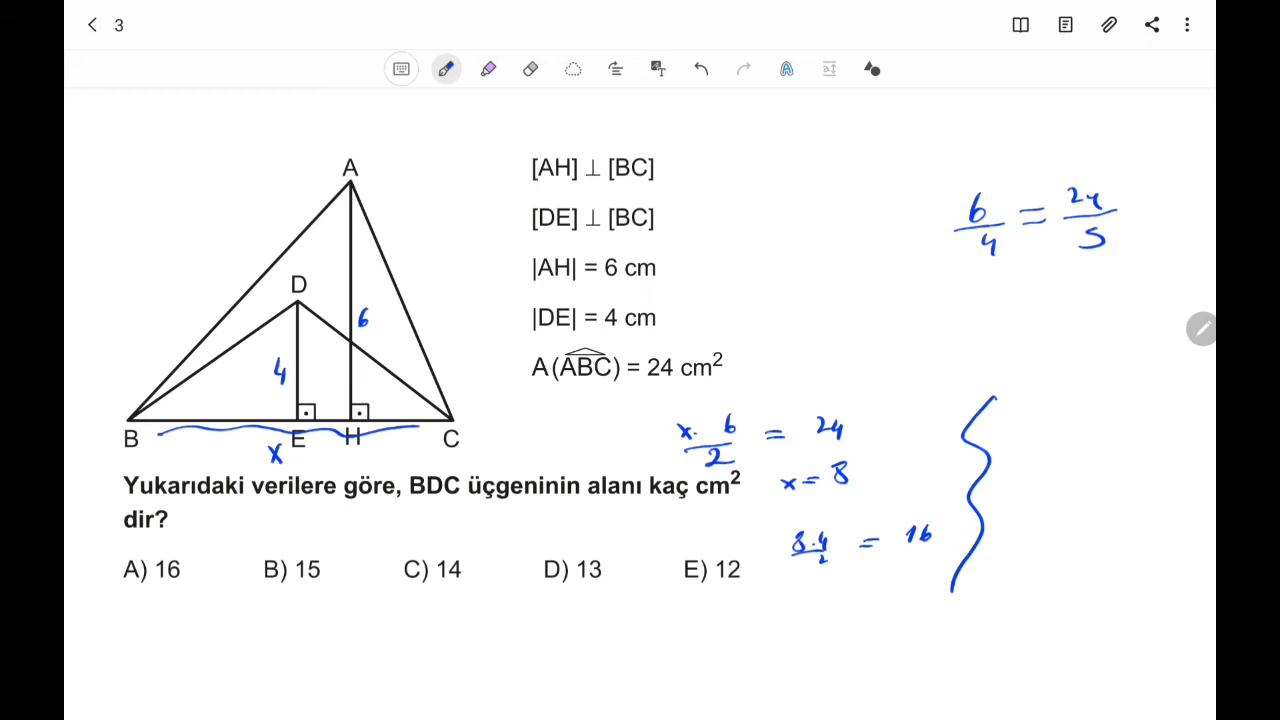 3
A
[AH] ⊥ [BC]
6/4 = 24/S
[DE] ⊥ [BC]
|AH| = 6 cm
D
6
|DE| = 4 cm
4
A(ABC) = 24 cm²
B E H C
x
x·6/2 = 24
x = 8
Yukarıdaki verilere göre, BDC üçgeninin alanı kaç cm²
dir?
8·4/2 = 16
A) 16 B) 15 C) 14 D) 13 E) 12